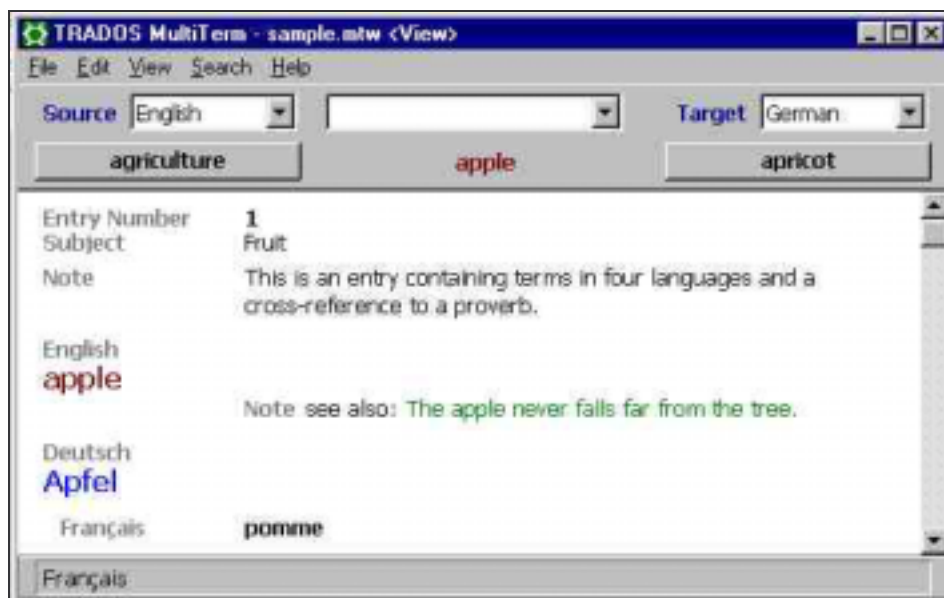 TRADOS MultiTerm - sample.mtw <View>
File Edit View Search Help
Source English Target German
agriculture apple apricot
Entry Number 1
Subject Fruit
Note This is an entry containing terms in four languages and a
cross-reference to a proverb.
English
apple
Note see also: The apple never falls far from the tree.
Deutsch
Apfel
Français pomme
Français